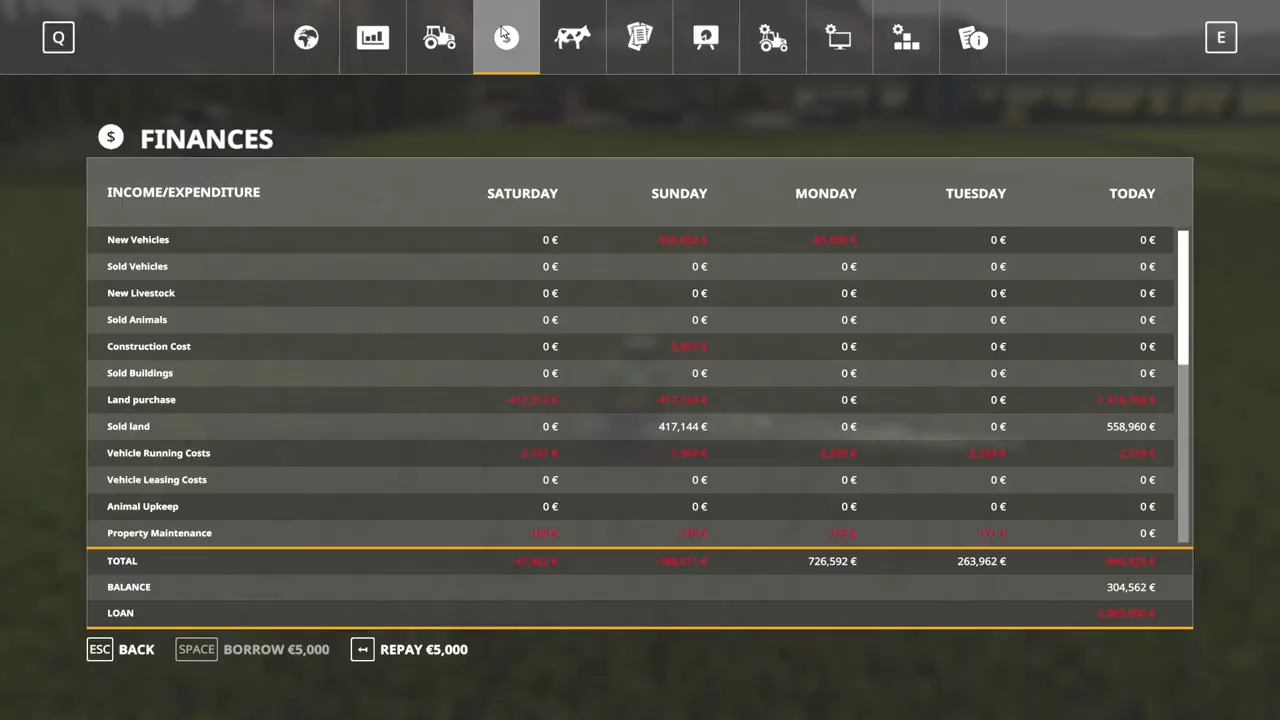 Q E
FINANCES
INCOME/EXPENDITURE SATURDAY SUNDAY MONDAY TUESDAY TODAY
New Vehicles 0 € 0 € 0 €
Sold Vehicles 0 € 0 € 0 € 0 € 0 €
New Livestock 0 € 0 € 0 € 0 € 0 €
Sold Animals 0 € 0 € 0 € 0 € 0 €
Construction Cost 0 € 0 € 0 € 0 €
Sold Buildings 0 € 0 € 0 € 0 € 0 €
Land purchase -417,144 € 0 € 0 €
Sold land 0 € 417,144 € 0 € 0 € 558,960 €
Vehicle Running Costs
Vehicle Leasing Costs 0 € 0 € 0 € 0 € 0 €
Animal Upkeep 0 € 0 € 0 € 0 € 0 €
Property Maintenance 0 €
TOTAL 726,592 € 263,962 €
BALANCE 304,562 €
LOAN
ESC BACK SPACE BORROW €5,000 REPAY €5,000